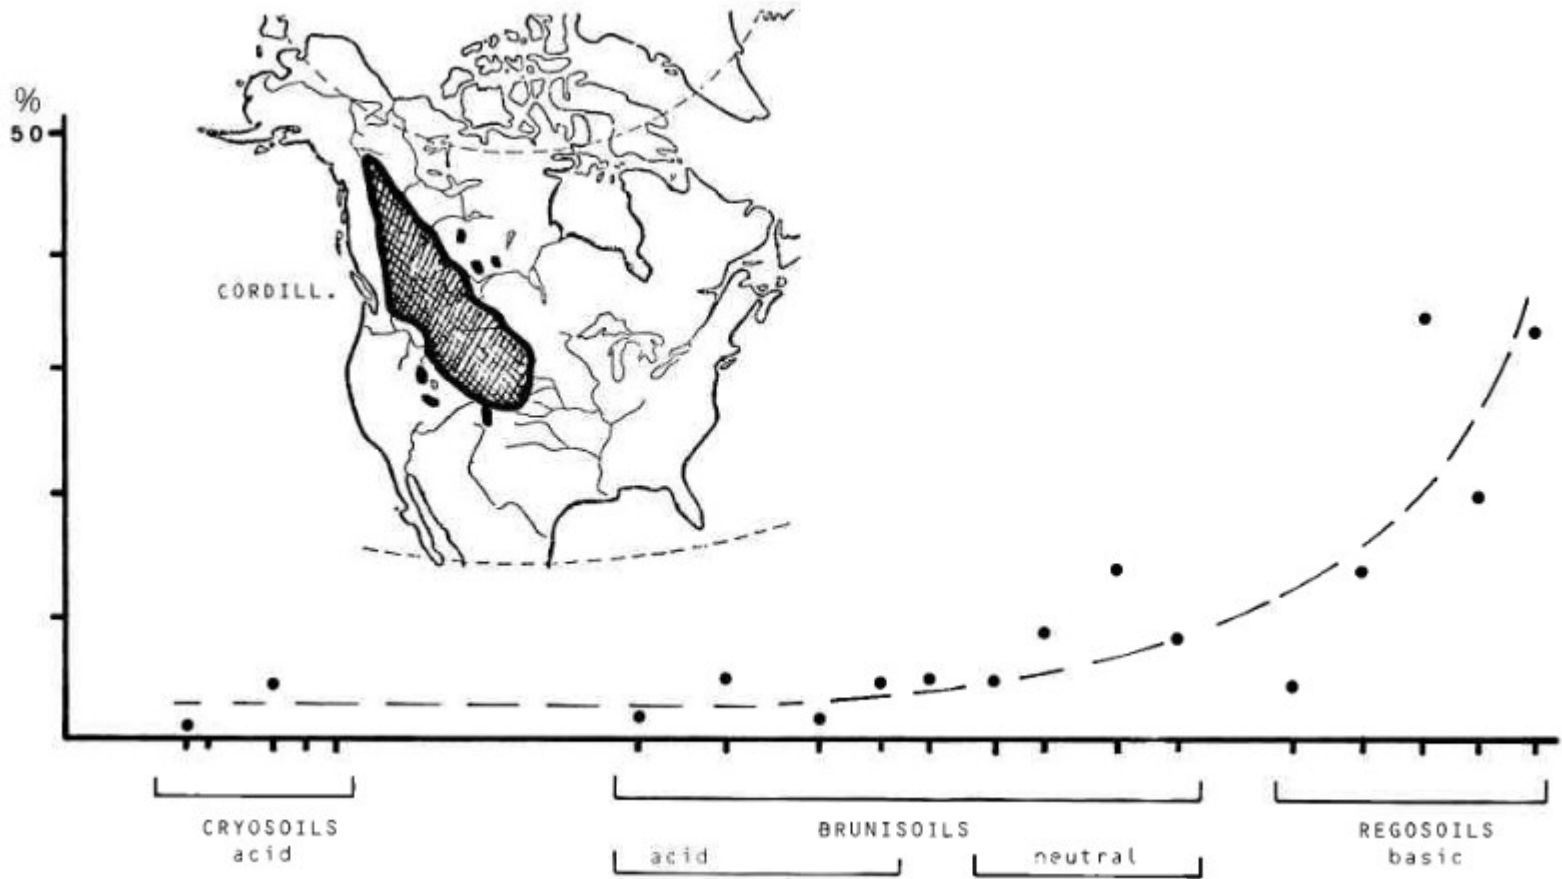 %
50
CORDILL.
CRYOSOILS
acid
BRUNISOILS
acid
neutral
REGOSOILS
basic